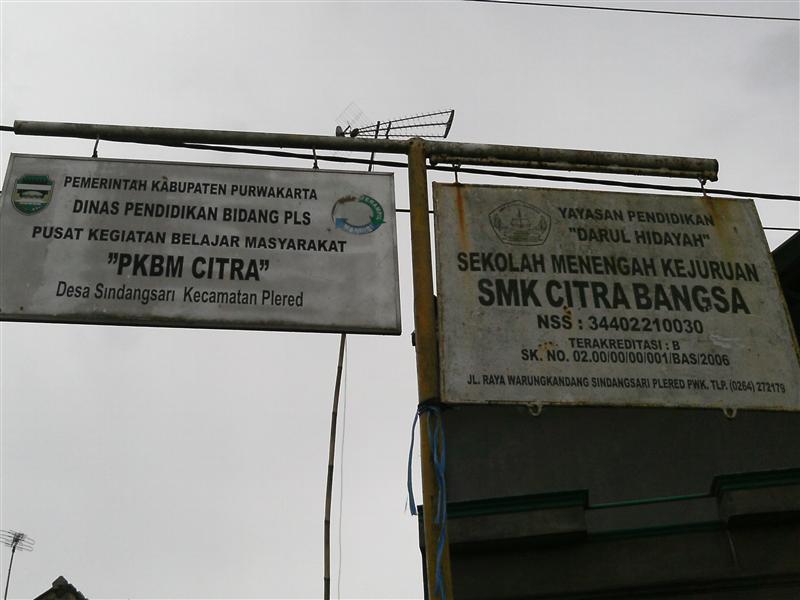 PEMERINTAH KABUPATEN PURWAKARTA
DINAS PENDIDIKAN BIDANG PLS
PUSAT KEGIATAN BELAJAR MASYARAKAT
"PKBM CITRA"
Desa Sindangsari Kecamatan Plered
YAYASAN PENDIDIKAN
"DARUL HIDAYAH"
SEKOLAH MENENGAH KEJURUAN
SMK CITRA BANGSA
NSS : 34402210030
TERAKREDITASI : B
SK. NO. 02.00/00/00/001/BAS/2006
JL. RAYA WARUNGKANDANG SINDANGSARI PLERED PWK. TLP. (0264) 272179